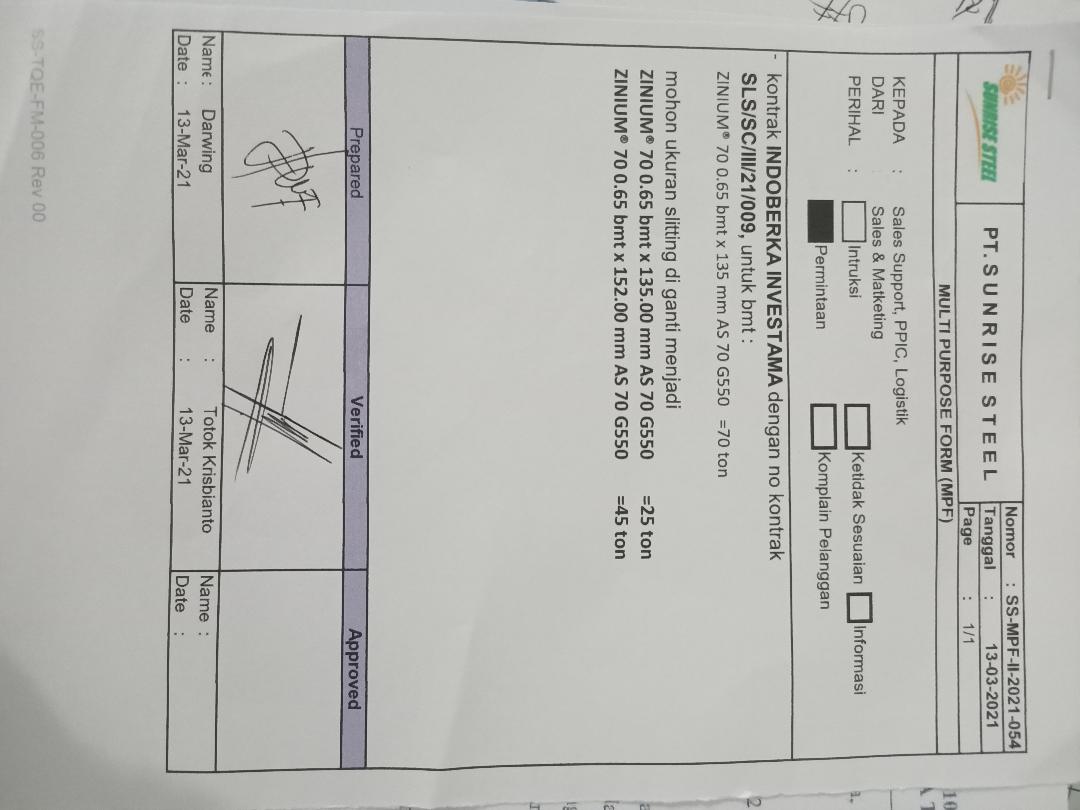 SUNRISE STEEL
PT. SUNRISE STEEL
Nomor : SS-MPF-II-2021-054
Tanggal : 13-03-2021
Page : 1/1
MULTI PURPOSE FORM (MPF)
KEPADA : Sales Support, PPIC, Logistik
DARI Sales & Matketing
PERIHAL : Intruksi Ketidak Sesuaian Informasi
Permintaan Komplain Pelanggan
- kontrak INDOBERKA INVESTAMA dengan no kontrak
SLS/SC/III/21/009, untuk bmt :
ZINIUM® 70 0.65 bmt x 135 mm AS 70 G550 =70 ton
mohon ukuran slitting di ganti menjadi
ZINIUM® 70 0.65 bmt x 135.00 mm AS 70 G550 =25 ton
ZINIUM® 70 0.65 bmt x 152.00 mm AS 70 G550 =45 ton
Prepared Verified Approved
Name : Darwing Name : Totok Krisbianto Name :
Date : 13-Mar-21 Date : 13-Mar-21 Date :
SS-TQE-FM-006 Rev 00